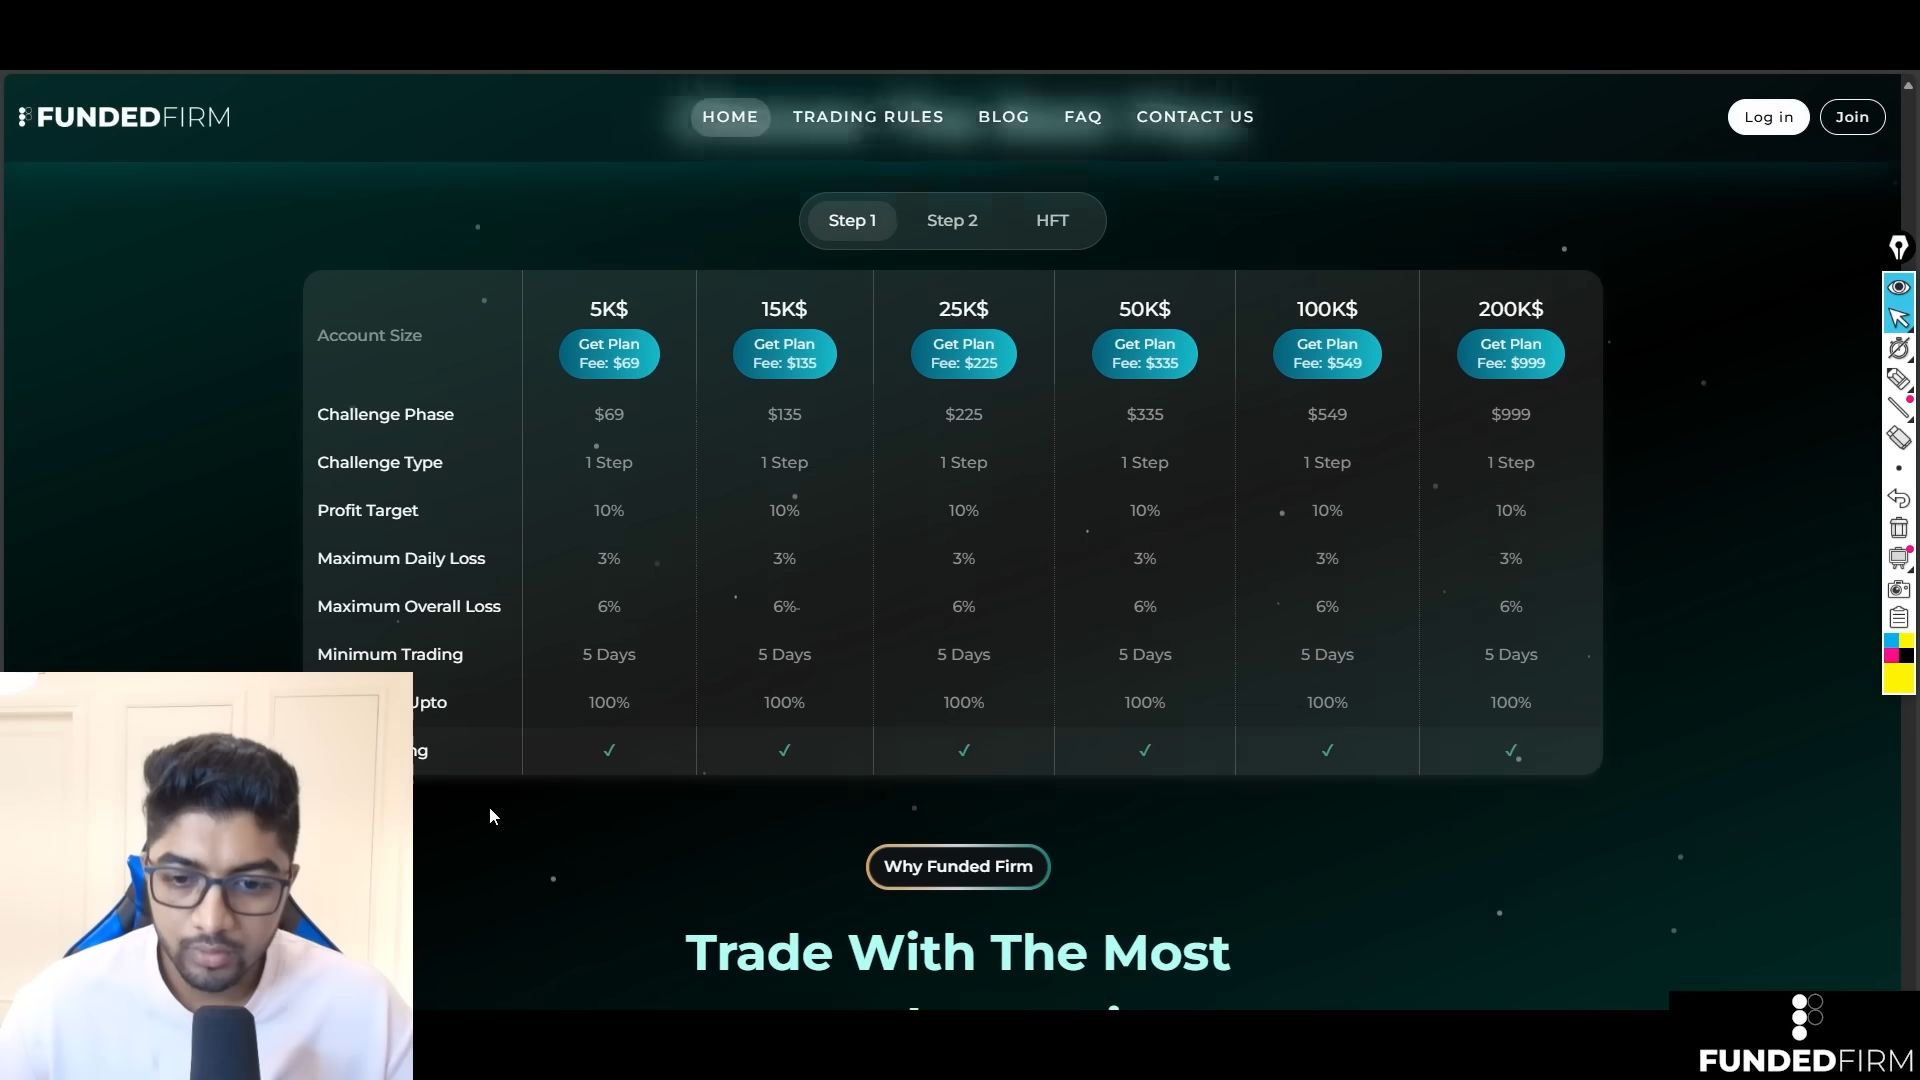 FUNDEDFIRM
HOME TRADING RULES BLOG FAQ CONTACT US
Log in Join
Step 1 Step 2 HFT
Account Size
5K$ 15K$ 25K$ 50K$ 100K$ 200K$
Get Plan Get Plan Get Plan Get Plan Get Plan Get Plan
Fee: $69 Fee: $135 Fee: $225 Fee: $335 Fee: $549 Fee: $999
Challenge Phase $69 $135 $225 $335 $549 $999
Challenge Type 1 Step 1 Step 1 Step 1 Step 1 Step 1 Step
Profit Target 10% 10% 10% 10% 10% 10%
Maximum Daily Loss 3% 3% 3% 3% 3% 3%
Maximum Overall Loss 6% 6% 6% 6% 6% 6%
Minimum Trading 5 Days 5 Days 5 Days 5 Days 5 Days 5 Days
Upto 100% 100% 100% 100% 100% 100%
✓ ✓ ✓ ✓ ✓ ✓
Why Funded Firm
Trade With The Most
FUNDEDFIRM